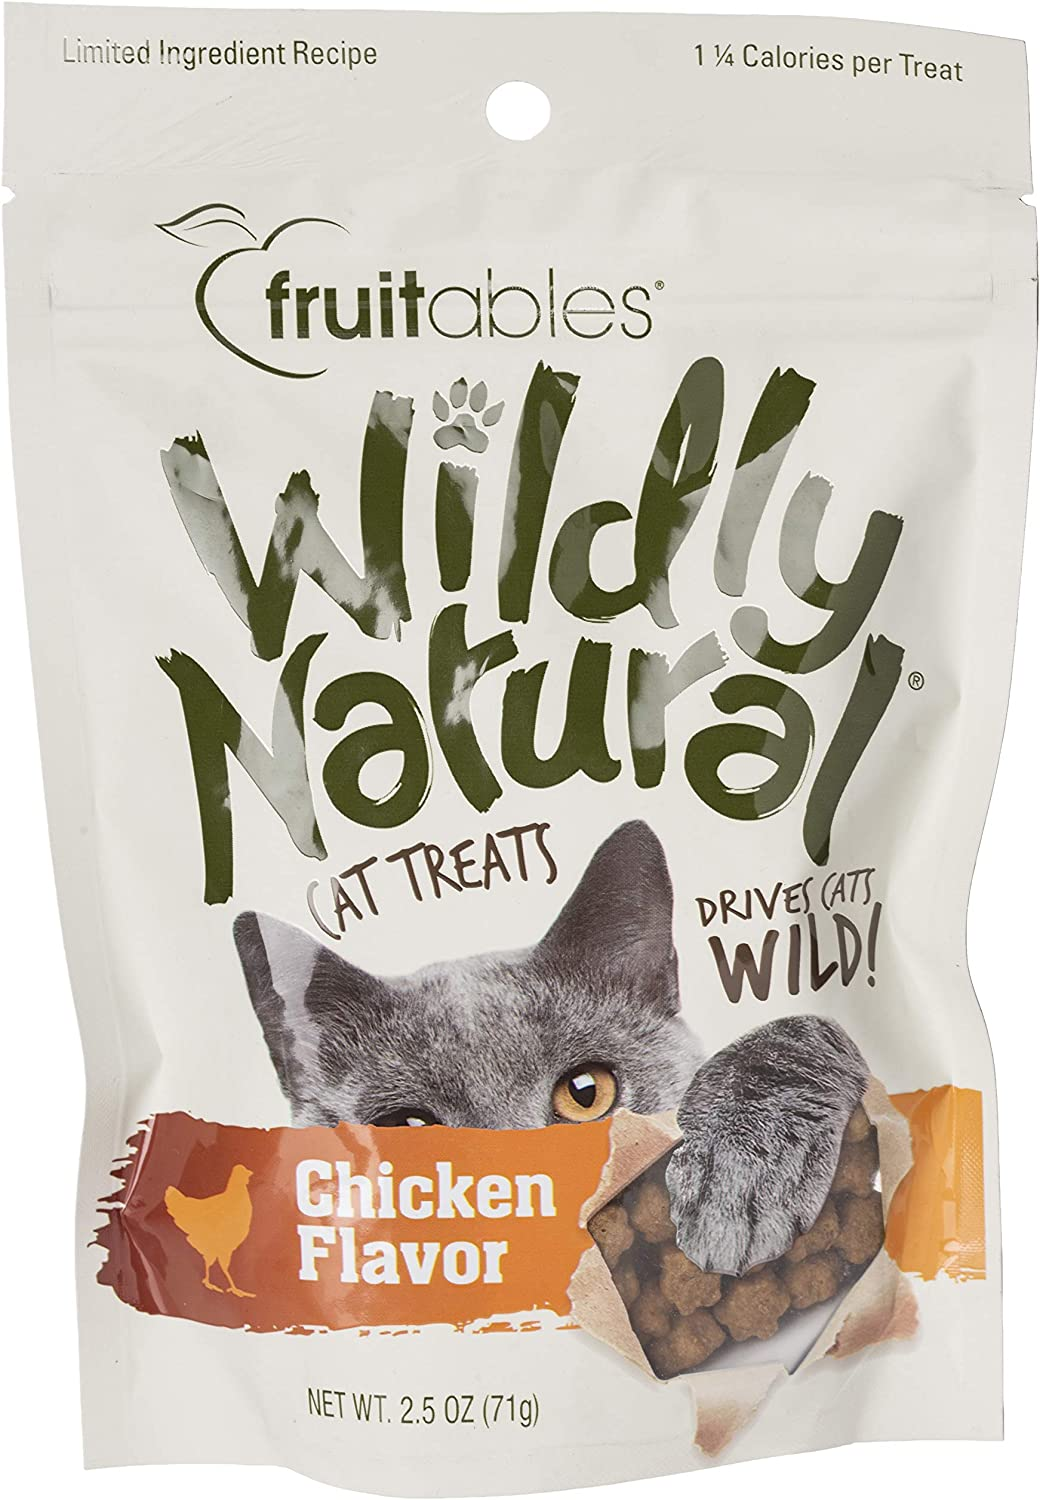 Limited Ingredient Recipe
1 ¼ Calories per Treat
fruitables®
Wildly
Natural®
CAT TREATS
DRIVES CATS
WILD!
Chicken
Flavor
NET WT. 2.5 OZ (71g)